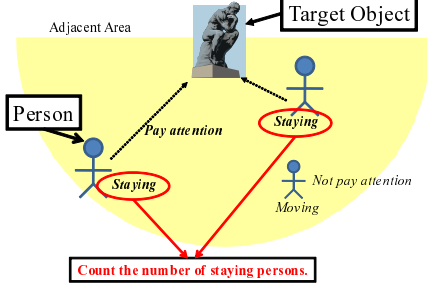 Target Object
Adjacent Area
Person
Pay attention
Staying
Staying
Not pay attention
Moving
Count the number of staying persons.